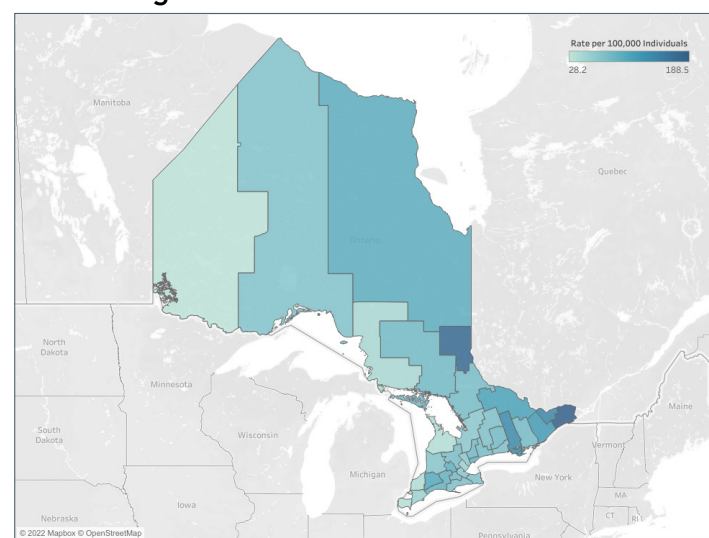 Rate per 100,000 Individuals
28.2 188.5
Manitoba
Quebec
Ontario
North
Dakota
Minnesota
South
Dakota
Wisconsin
Michigan
Maine
Vermont
New York
MA
CT RI
Iowa
Nebraska
Pennsylvania
© 2022 Mapbox © OpenStreetMap